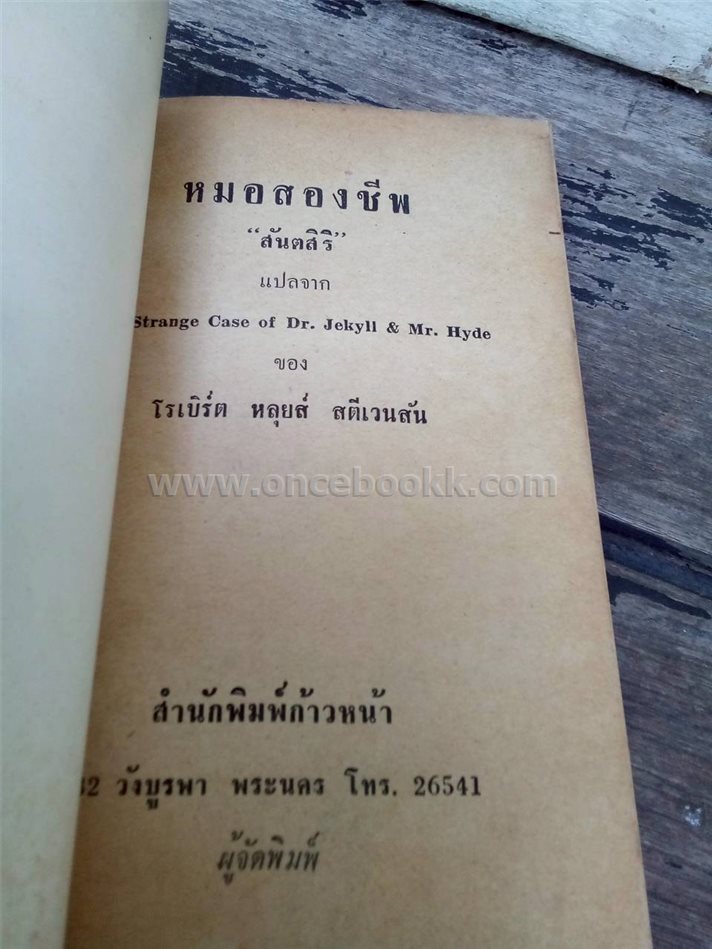 หมอสองชีพ
"สันตสิริ"
แปลจาก
Strange Case of Dr. Jekyll & Mr. Hyde
ของ
โรเบิร์ต หลุยส์ สตีเวนสัน
www.oncebookk.com
สำนักพิมพ์ก้าวหน้า
วังบูรพา พระนคร โทร. 26541
ผู้จัดพิมพ์